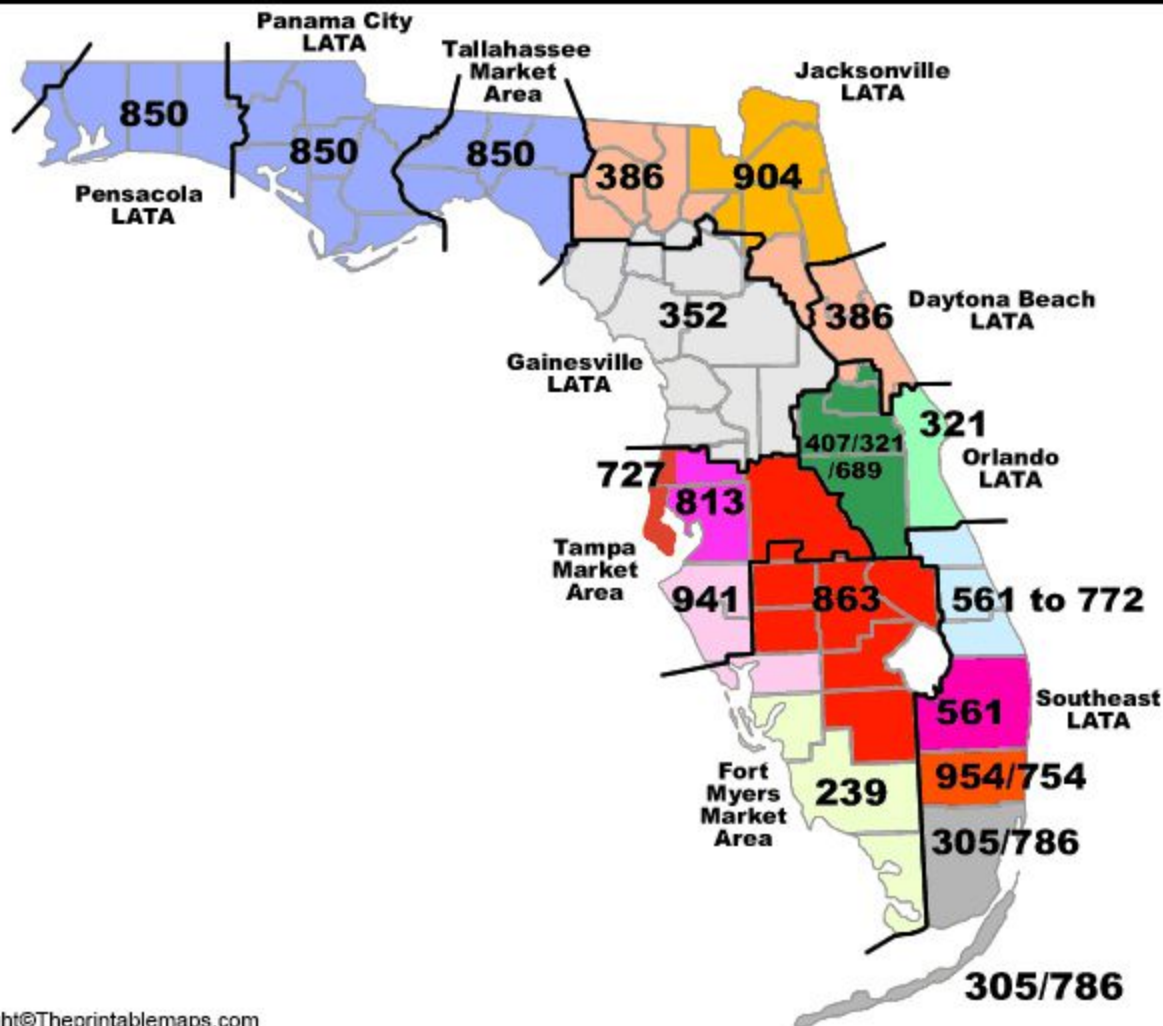 Panama City
LATA
Tallahassee
Market
Area
Jacksonville
LATA
850
850
850
386
904
Pensacola
LATA
352
386
Daytona Beach
LATA
Gainesville
LATA
321
407/321
/689
Orlando
LATA
727
813
Tampa
Market
Area
941
863
561 to 772
561
Southeast
LATA
Fort
Myers
Market
Area
239
954/754
305/786
305/786
ht©Theprintablemaps.com